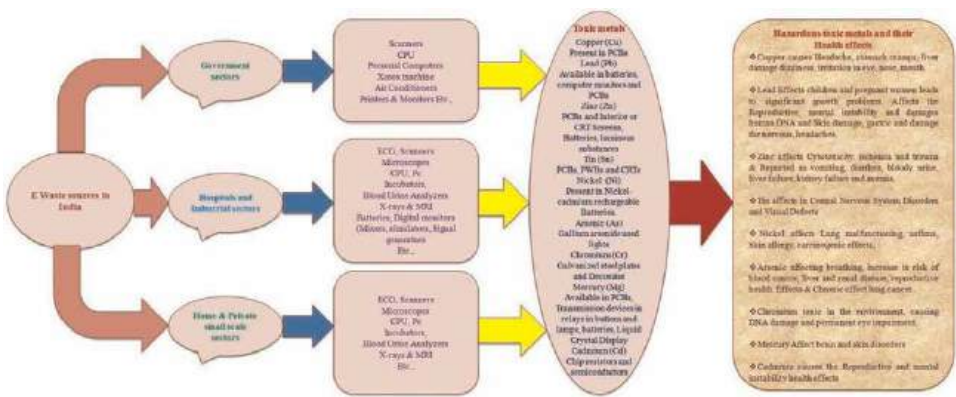 E Waste sources in
India
Government
sectors
Hospitals and
Industrial sectors
Home & Private
small scale
sectors
Scanners
CPU
Personal Computers
Xerox machine
Air Conditioners
Printers & Monitors Etc.,
ECG, Scanners
Microscopes
CPU, Pc
Incubators,
Blood Urine Analyzers
X-rays & MRI
Batteries, Digital monitors
simulators, Signal
generators
Etc..,
ECG, Scanners
Microscopes
CPU, Pc
Incubators,
Blood Urine Analyzers
X-rays & MRI
Etc..,
Toxic metals
Copper (Cu)
Present in PCBs
Lead (Pb)
Available in batteries,
computer monitors and
PCBs
Zinc (Zn)
PCBs and Interior or
CRT Screens,
Batteries, luminous
substances
Tin (Sn)
PCBs, PWBs and CRTs
Nickel (Ni)
Present in Nickel-
cadmium rechargeable
Batteries.
Arsenic (As)
Gallium arsenide used
lights
Chromium (Cr)
Galvanized steel plates
and Decorator
Mercury (Mg)
Available in PCBs,
Transmission devices in
relays in buttons and
lamps, batteries, Liquid
Crystal Display
Cadmium (Cd)
Chip resistors and
semiconductors
Hazardous toxic metals and their
Health effects
❖Copper causes Headache, stomach cramps, liver
damage dizziness, irritation in eye, nose, mouth
❖Lead Effects children and pregnant women leads
to significant growth problems. Affects the
Reproductive, mental instability and damages
human DNA and Skin damage, gastric and damage
the nervous, headaches.
❖Zinc affects Cytotoxicity, ischemia and trauma
& Reported as vomiting, diarrhea, bloody urine,
liver failure, kidney failure and anemia.
❖Tin affects in Central Nervous System Disorders
and Visual Defects
❖Nickel affects Lung malfunctioning, asthma,
Skin allergy, carcinogenic effects,
❖Arsenic affecting breathing, increase in risk of
blood cancer, liver and renal disease, reproductive
health Effects & Chronic effect lung cancer
❖Chromium toxic in the environment, causing
DNA damage and permanent eye impairment.
❖Mercury Affect brain and skin disorders
❖Cadmium causes the Reproductive and mental
instability health effects